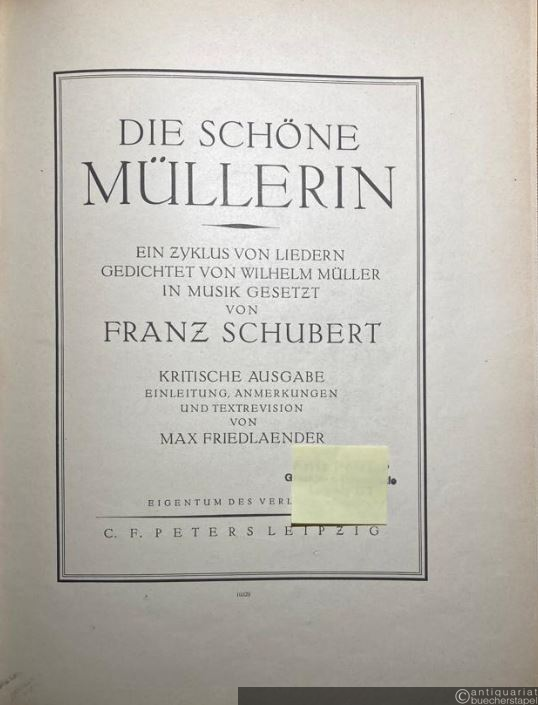 DIE SCHÖNE
MÜLLERIN
EIN ZYKLUS VON LIEDERN
GEDICHTET VON WILHELM MÜLLER
IN MUSIK GESETZT
VON
FRANZ SCHUBERT
KRITISCHE AUSGABE
EINLEITUNG, ANMERKUNGEN
UND TEXTREVISION
VON
MAX FRIEDLAENDER
EIGENTUM DES
C. F. PETERS LEIPZIG
© antiquariat
buecherstapel